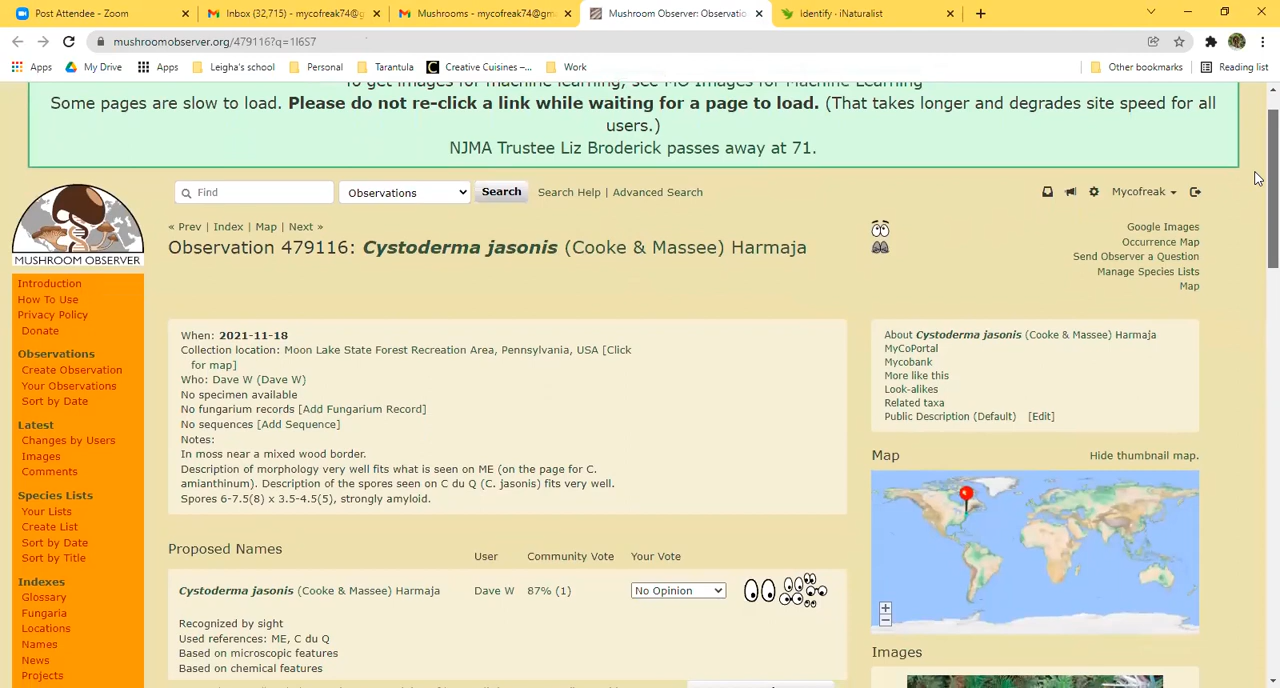 Post Attendee - Zoom
Inbox (32,715) - mycofreak74@g
Mushrooms - mycofreak74@gm
Mushroom Observer: Observatio
Identify · iNaturalist
mushroomobserver.org/479116?q=1I6S7
Apps
My Drive
Apps
Leigha's school
Personal
Tarantula
Creative Cuisines –...
Work
Other bookmarks
Reading list
To get images for machine learning, see MO Images for Machine Learning
Some pages are slow to load. Please do not re-click a link while waiting for a page to load. (That takes longer and degrades site speed for all
users.)
NJMA Trustee Liz Broderick passes away at 71.
Find
Observations
Search
Search Help | Advanced Search
Mycofreak
MUSHROOM OBSERVER
« Prev | Index | Map | Next »
Observation 479116: Cystoderma jasonis (Cooke & Massee) Harmaja
Google Images
Occurrence Map
Send Observer a Question
Manage Species Lists
Map
Introduction
How To Use
Privacy Policy
Donate
Observations
Create Observation
Your Observations
Sort by Date
Latest
Changes by Users
Images
Comments
Species Lists
Your Lists
Create List
Sort by Date
Sort by Title
Indexes
Glossary
Fungaria
Locations
Names
News
Projects
When: 2021-11-18
Collection location: Moon Lake State Forest Recreation Area, Pennsylvania, USA [Click
for map]
Who: Dave W (Dave W)
No specimen available
No fungarium records [Add Fungarium Record]
No sequences [Add Sequence]
Notes:
In moss near a mixed wood border.
Description of morphology very well fits what is seen on ME (on the page for C.
amianthinum). Description of the spores seen on C du Q (C. jasonis) fits very well.
Spores 6-7.5(8) x 3.5-4.5(5), strongly amyloid.
Proposed Names
User
Community Vote
Your Vote
Cystoderma jasonis (Cooke & Massee) Harmaja
Dave W
87% (1)
No Opinion
Recognized by sight
Used references: ME, C du Q
Based on microscopic features
Based on chemical features
About Cystoderma jasonis (Cooke & Massee) Harmaja
MyCoPortal
Mycobank
More like this
Look-alikes
Related taxa
Public Description (Default) [Edit]
Map
Hide thumbnail map.
Images